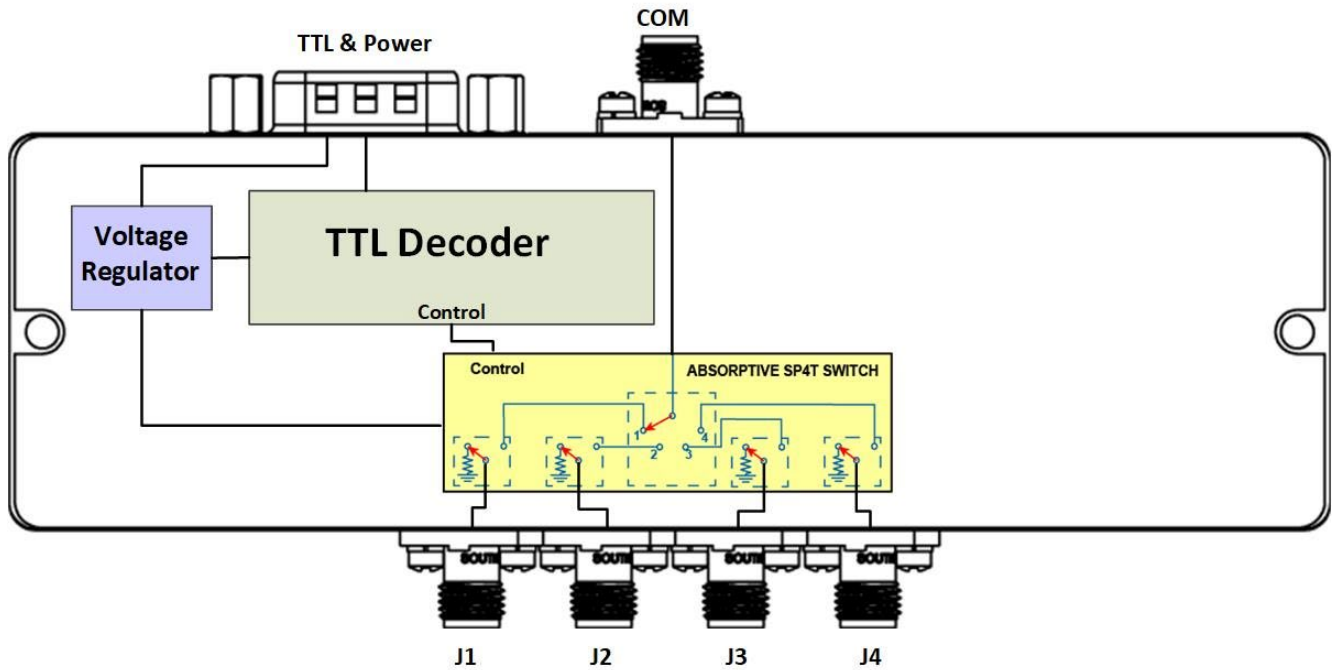 COM
TTL & Power
Voltage
Regulator
TTL Decoder
Control
Control
ABSORPTIVE SP4T SWITCH
1
4
2
3
J1
J2
J3
J4